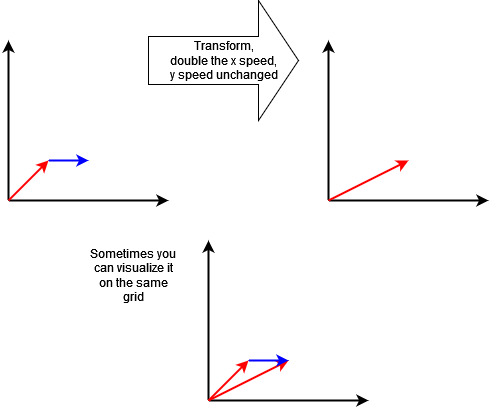 Transform,
double the x speed,
y speed unchanged
Sometimes you
can visualize it
on the same
grid